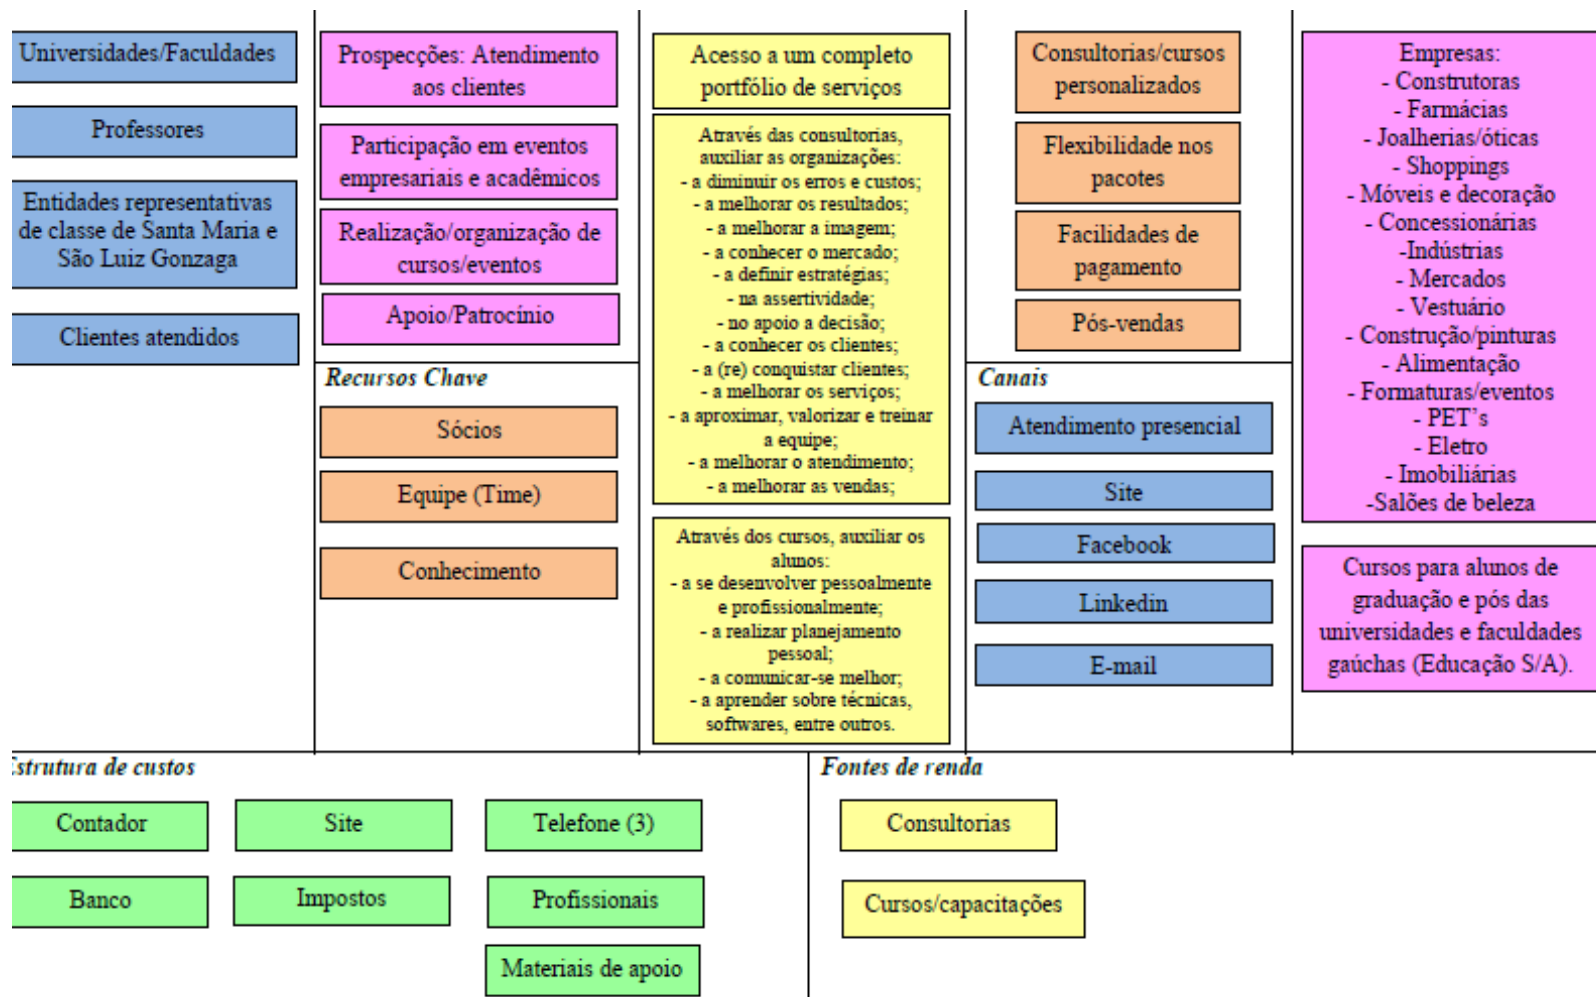 Universidades/Faculdades
Professores
Entidades representativas
de classe de Santa Maria e
São Luiz Gonzaga
Clientes atendidos
Prospecções: Atendimento
aos clientes
Participação em eventos
empresariais e acadêmicos
Realização/organização de
cursos/eventos
Apoio/Patrocínio
Recursos Chave
Sócios
Equipe (Time)
Conhecimento
Acesso a um completo
portfólio de serviços
Através das consultorias,
auxiliar as organizações:
- a diminuir os erros e custos;
- a melhorar os resultados;
- a melhorar a imagem;
- a conhecer o mercado;
- a definir estratégias;
- na assertividade;
- no apoio a decisão;
- a conhecer os clientes;
- a (re) conquistar clientes;
- a melhorar os serviços;
- a aproximar, valorizar e treinar
a equipe;
- a melhorar o atendimento;
- a melhorar as vendas;
Através dos cursos, auxiliar os
alunos:
- a se desenvolver pessoalmente
e profissionalmente;
- a realizar planejamento
pessoal;
- a comunicar-se melhor;
- a aprender sobre técnicas,
softwares, entre outros.
Consultorias/cursos
personalizados
Flexibilidade nos
pacotes
Facilidades de
pagamento
Pós-vendas
Canais
Atendimento presencial
Site
Facebook
Linkedin
E-mail
Empresas:
- Construtoras
- Farmácias
- Joalherias/óticas
- Shoppings
- Móveis e decoração
- Concessionárias
-Indústrias
- Mercados
- Vestuário
- Construção/pinturas
- Alimentação
- Formaturas/eventos
- PET’s
- Eletro
- Imobiliárias
-Salões de beleza
Cursos para alunos de
graduação e pós das
universidades e faculdades
gaúchas (Educação S/A).
Estrutura de custos
Contador
Site
Telefone (3)
Banco
Impostos
Profissionais
Materiais de apoio
Fontes de renda
Consultorias
Cursos/capacitações